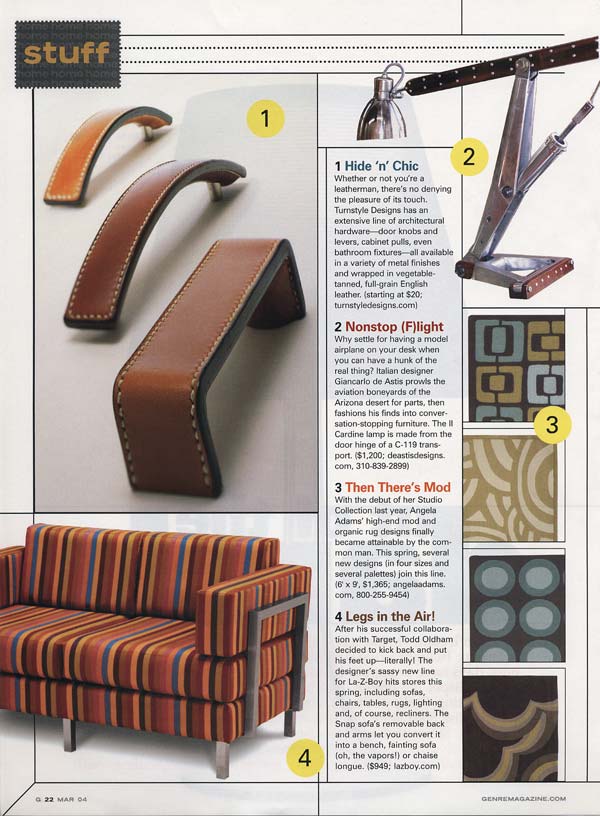 stuff
1
2
3
4
1 Hide ‘n’ Chic
Whether or not you're a
leatherman, there's no denying
the pleasure of its touch.
Turnstyle Designs has an
extensive line of architectural
hardware—door knobs and
levers, cabinet pulls, even
bathroom fixtures—all available
in a variety of metal finishes
and wrapped in vegetable-
tanned, full-grain English
leather. (starting at $20;
turnstyledesigns.com)
2 Nonstop (F)light
Why settle for having a model
airplane on your desk when
you can have a hunk of the
real thing? Italian designer
Giancarlo de Astis prowls the
aviation boneyards of the
Arizona desert for parts, then
fashions his finds into conver-
sation-stopping furniture. The Il
Cardine lamp is made from the
door hinge of a C-119 trans-
port. ($1,200; deastisdesigns.
com, 310-839-2899)
3 Then There's Mod
With the debut of her Studio
Collection last year, Angela
Adams' high-end mod and
organic rug designs finally
became attainable by the com-
mon man. This spring, several
new designs (in four sizes and
several palettes) join this line.
(6' x 9', $1,365; angelaadams.
com, 800-255-9454)
4 Legs in the Air!
After his successful collabora-
tion with Target, Todd Oldham
decided to kick back and put
his feet up—literally! The
designer's sassy new line
for La-Z-Boy hits stores this
spring, including sofas,
chairs, tables, rugs, lighting
and, of course, recliners. The
Snap sofa's removable back
and arms let you convert it
into a bench, fainting sofa
(oh, the vapors!) or chaise
longue. ($949; lazboy.com)
G 22 MAR 04
GENREMAGAZINE.COM